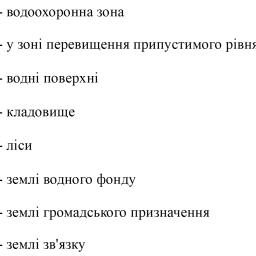 - водоохоронна зона
- у зоні перевищення припустимого рівня
- водні поверхні
- кладовище
- ліси
- землі водного фонду
- землі громадського призначення
- землі зв'язку